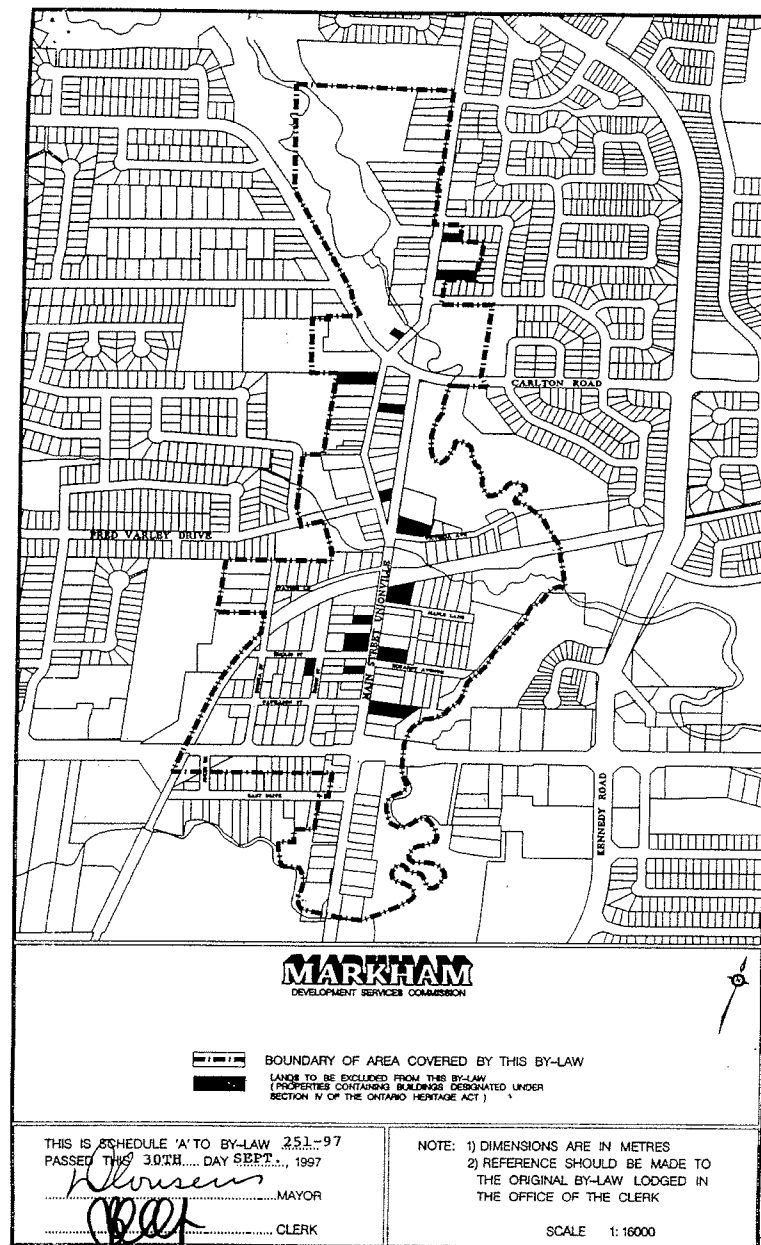 CARLTON ROAD
FRED VARLEY DRIVE
MAIN STREET UNIONVILLE
MAPLE LANE
EAST DRIVE
KENNEDY ROAD
MARKHAM
DEVELOPMENT SERVICES COMMISSION
BOUNDARY OF AREA COVERED BY THIS BY-LAW
LANDS TO BE EXCLUDED FROM THIS BY-LAW
(PROPERTIES CONTAINING BUILDINGS DESIGNATED UNDER
SECTION IV OF THE ONTARIO HERITAGE ACT)
THIS IS SCHEDULE 'A' TO BY-LAW 251-97
PASSED THIS 30TH DAY SEPT., 1997
MAYOR
CLERK
NOTE: 1) DIMENSIONS ARE IN METRES
2) REFERENCE SHOULD BE MADE TO
THE ORIGINAL BY-LAW LODGED IN
THE OFFICE OF THE CLERK
SCALE 1: 16000